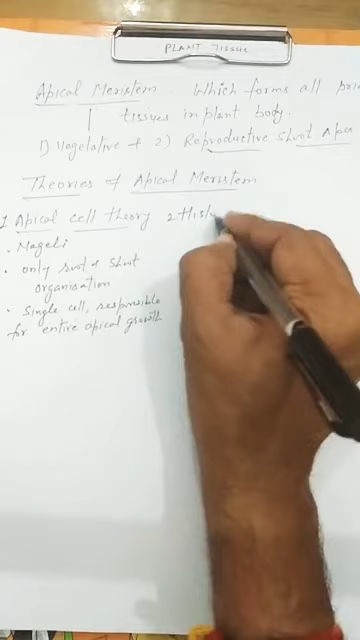 PLANT TISSUE
Apical Meristem - Which forms all pri
tissues in plant body.
1) Vegetative & 2) Reproductive Shoot Apex
Theories of Apical Meristem
1 Apical cell theory 2 Hist
• Nageli
• only root & Shoot
organisation
• Single cell, responsible
for entire apical growth